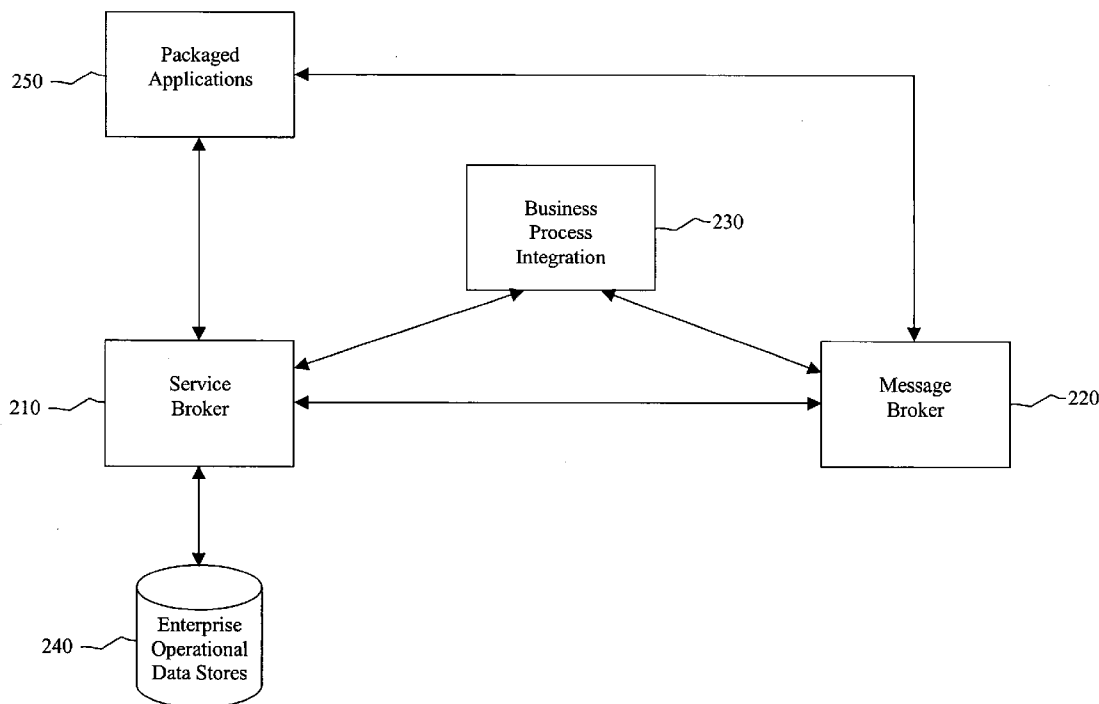 Packaged
Applications
250
Business
Process
Integration
230
Service
Broker
210
Message
Broker
220
Enterprise
Operational
Data Stores
240